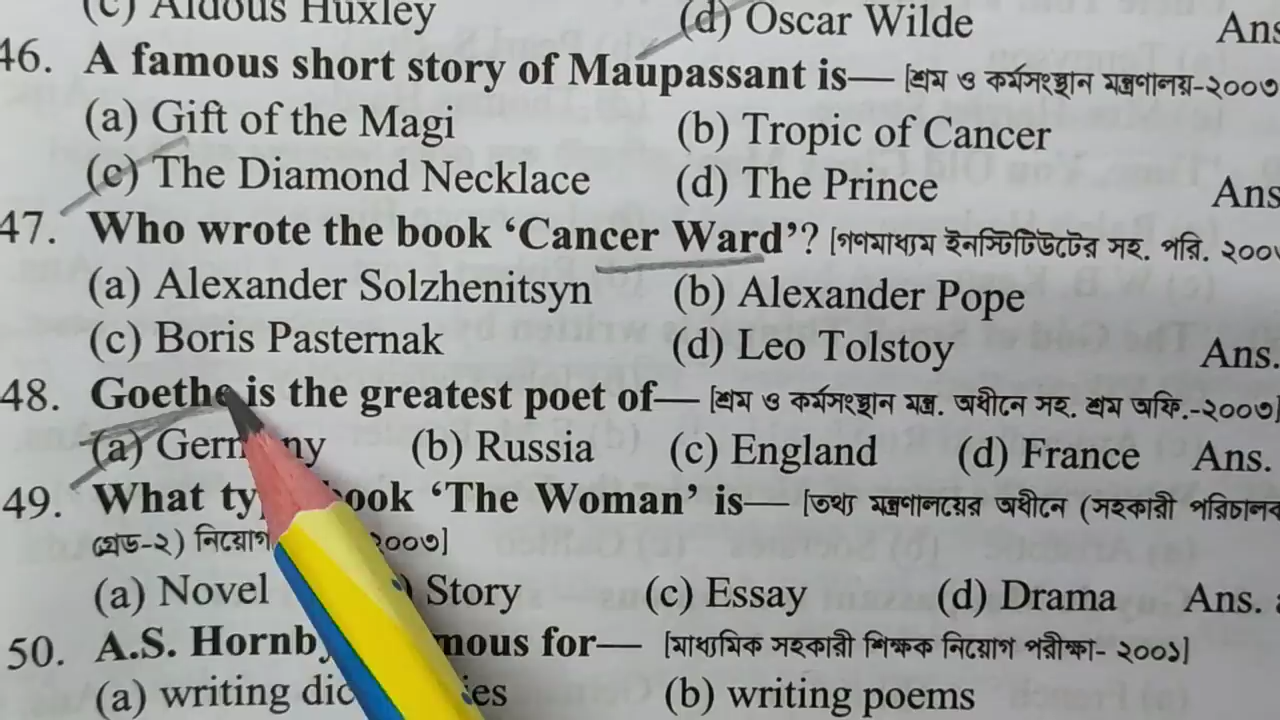 (c) Aldous Huxley (d) Oscar Wilde Ans
46. A famous short story of Maupassant is— [শ্রম ও কর্মসংস্থান মন্ত্রণালয়-২০০৩
(a) Gift of the Magi (b) Tropic of Cancer
(c) The Diamond Necklace (d) The Prince Ans
47. Who wrote the book ‘Cancer Ward’? [গণমাধ্যম ইনস্টিটিউটের সহ. পরি. ২০০
(a) Alexander Solzhenitsyn (b) Alexander Pope
(c) Boris Pasternak (d) Leo Tolstoy Ans.
48. Goethe is the greatest poet of— [শ্রম ও কর্মসংস্থান মন্ত্র. অধীনে সহ. শ্রম অফি.-২০০৩]
(a) Germany (b) Russia (c) England (d) France Ans.
49. What book ‘The Woman’ is— [তথ্য মন্ত্রণালয়ের অধীনে (সহকারী পরিচালক
গ্রেড-২) নিয়োগ ২০০৩]
(a) Novel Story (c) Essay (d) Drama Ans.
50. A.S. Hornby for— [মাধ্যমিক সহকারী শিক্ষক নিয়োগ পরীক্ষা- ২০০১]
(a) writing (b) writing poems